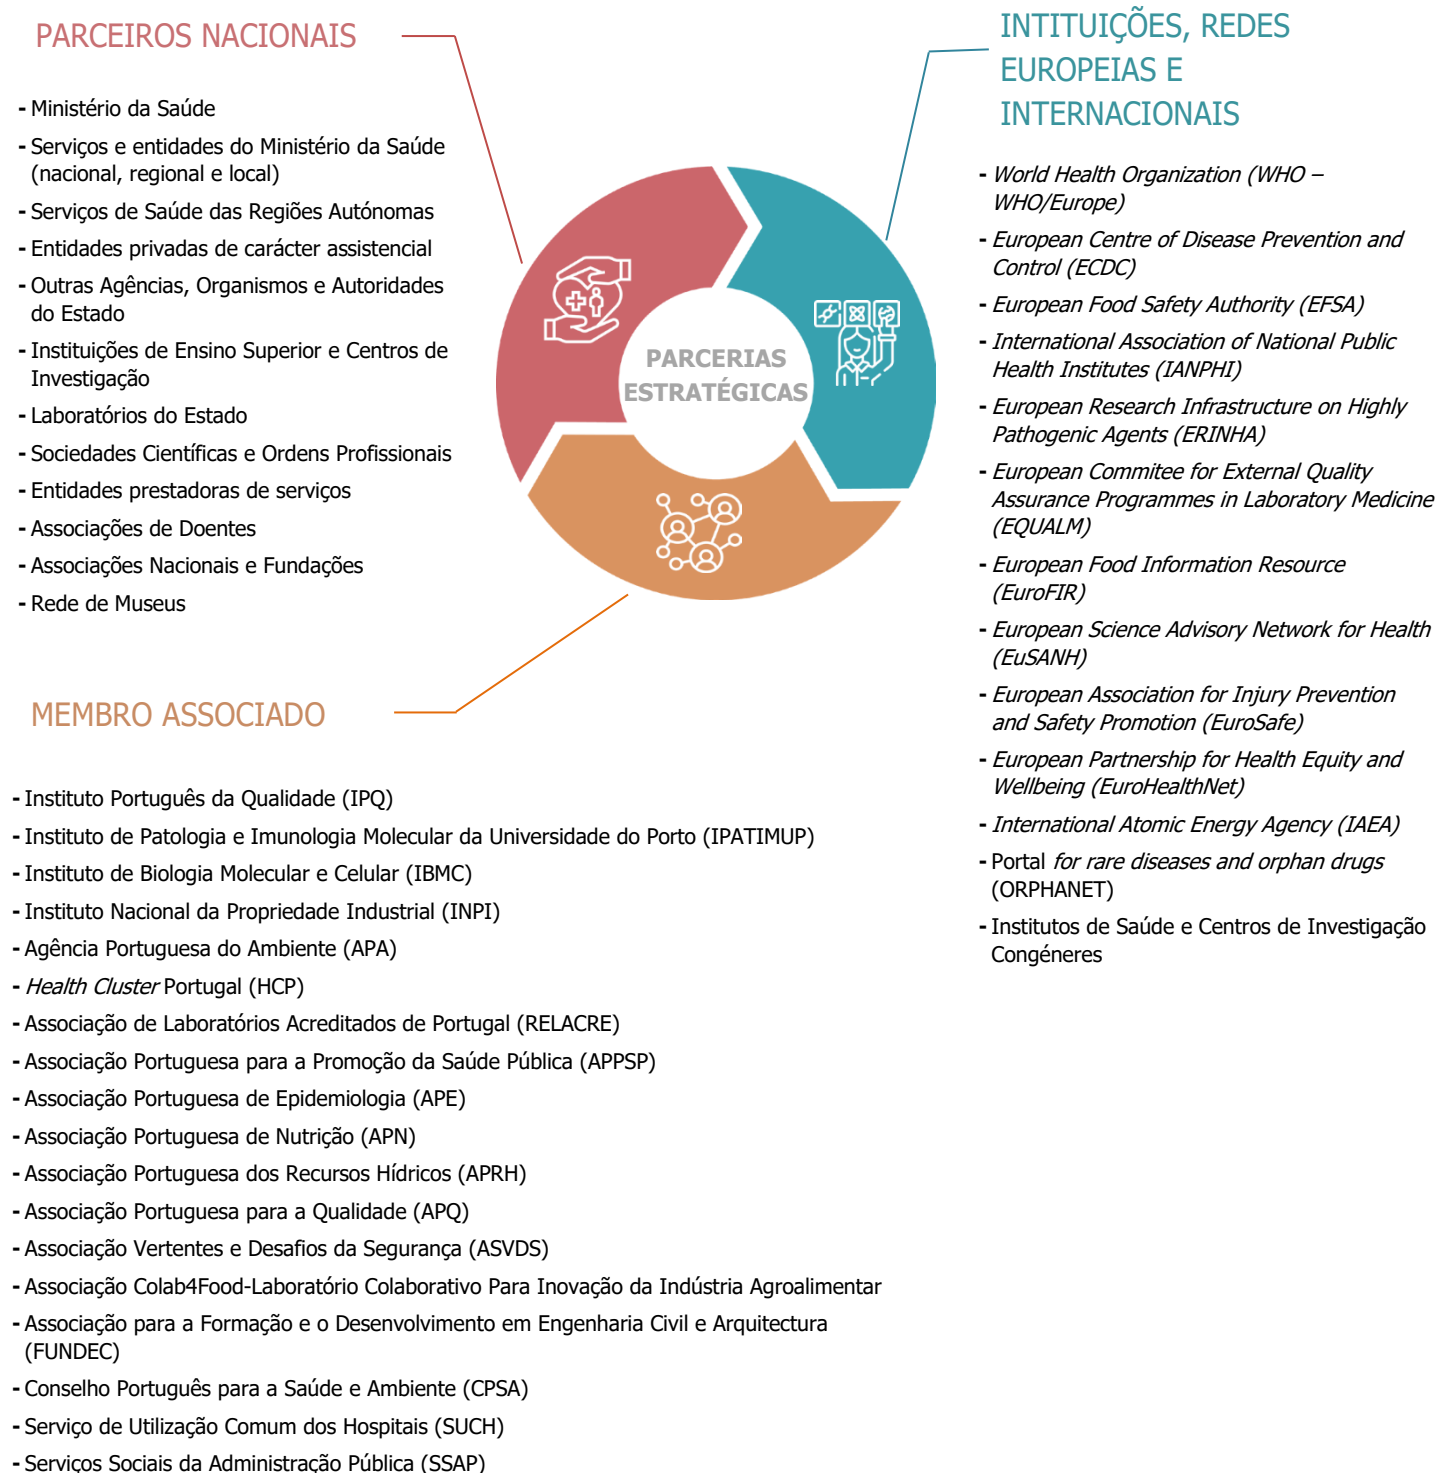 PARCEIROS NACIONAIS
- Ministério da Saúde
- Serviços e entidades do Ministério da Saúde
(nacional, regional e local)
- Serviços de Saúde das Regiões Autónomas
- Entidades privadas de carácter assistencial
- Outras Agências, Organismos e Autoridades
do Estado
- Instituições de Ensino Superior e Centros de
Investigação
- Laboratórios do Estado
- Sociedades Científicas e Ordens Profissionais
- Entidades prestadoras de serviços
- Associações de Doentes
- Associações Nacionais e Fundações
- Rede de Museus
PARCERIAS
ESTRATÉGICAS
INTITUIÇÕES, REDES
EUROPEIAS E
INTERNACIONAIS
- World Health Organization (WHO –
WHO/Europe)
- European Centre of Disease Prevention and
Control (ECDC)
- European Food Safety Authority (EFSA)
- International Association of National Public
Health Institutes (IANPHI)
- European Research Infrastructure on Highly
Pathogenic Agents (ERINHA)
- European Commitee for External Quality
Assurance Programmes in Laboratory Medicine
(EQUALM)
- European Food Information Resource
(EuroFIR)
- European Science Advisory Network for Health
(EuSANH)
- European Association for Injury Prevention
and Safety Promotion (EuroSafe)
- European Partnership for Health Equity and
Wellbeing (EuroHealthNet)
- International Atomic Energy Agency (IAEA)
- Portal for rare diseases and orphan drugs
(ORPHANET)
- Institutos de Saúde e Centros de Investigação
Congéneres
MEMBRO ASSOCIADO
- Instituto Português da Qualidade (IPQ)
- Instituto de Patologia e Imunologia Molecular da Universidade do Porto (IPATIMUP)
- Instituto de Biologia Molecular e Celular (IBMC)
- Instituto Nacional da Propriedade Industrial (INPI)
- Agência Portuguesa do Ambiente (APA)
- Health Cluster Portugal (HCP)
- Associação de Laboratórios Acreditados de Portugal (RELACRE)
- Associação Portuguesa para a Promoção da Saúde Pública (APPSP)
- Associação Portuguesa de Epidemiologia (APE)
- Associação Portuguesa de Nutrição (APN)
- Associação Portuguesa dos Recursos Hídricos (APRH)
- Associação Portuguesa para a Qualidade (APQ)
- Associação Vertentes e Desafios da Segurança (ASVDS)
- Associação Colab4Food-Laboratório Colaborativo Para Inovação da Indústria Agroalimentar
- Associação para a Formação e o Desenvolvimento em Engenharia Civil e Arquitectura
(FUNDEC)
- Conselho Português para a Saúde e Ambiente (CPSA)
- Serviço de Utilização Comum dos Hospitais (SUCH)
- Serviços Sociais da Administração Pública (SSAP)